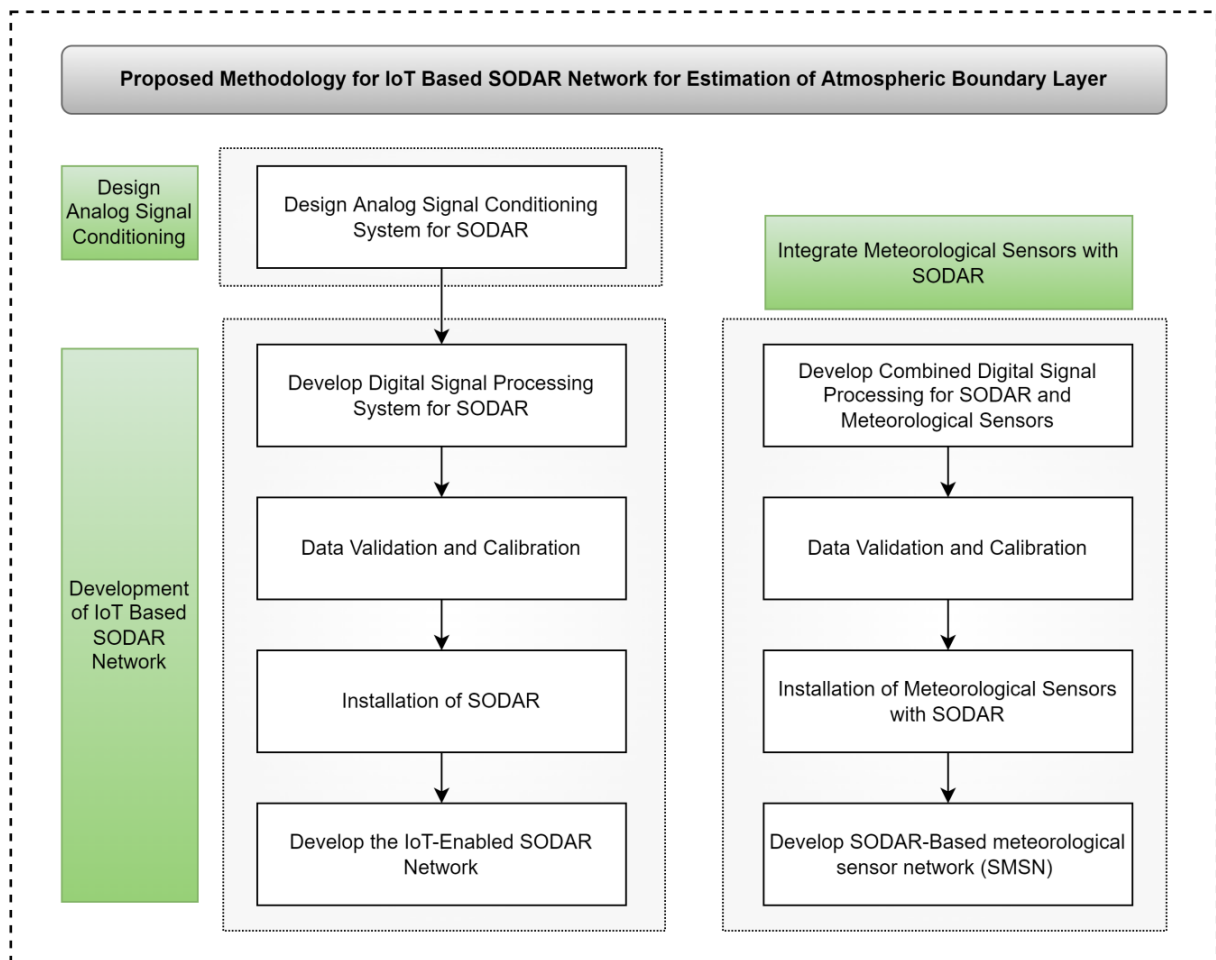 Proposed Methodology for IoT Based SODAR Network for Estimation of Atmospheric Boundary Layer
Design
Analog Signal
Conditioning
Design Analog Signal Conditioning
System for SODAR
Development
of IoT Based
SODAR
Network
Develop Digital Signal Processing
System for SODAR
Data Validation and Calibration
Installation of SODAR
Develop the IoT-Enabled SODAR
Network
Integrate Meteorological Sensors with
SODAR
Develop Combined Digital Signal
Processing for SODAR and
Meteorological Sensors
Data Validation and Calibration
Installation of Meteorological Sensors
with SODAR
Develop SODAR-Based meteorological
sensor network (SMSN)